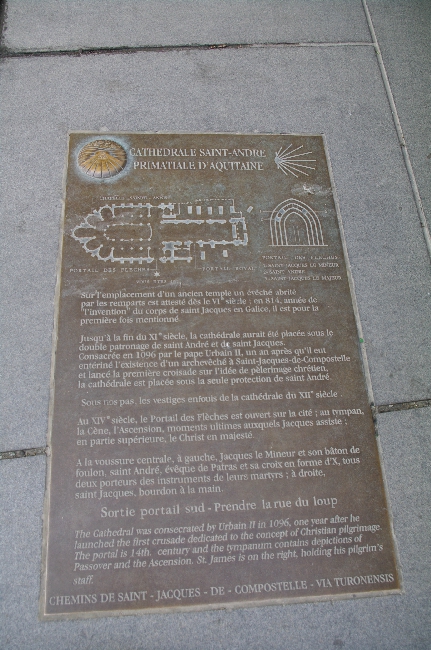 CATHEDRALE SAINT-ANDRE
PRIMATIALE D'AQUITAINE
PORTAIL DES FLECHES
PORTAIL ROYAL
PORTAIL DES FLECHES
Sur l'emplacement d'un ancien temple un évêché abrité
par les remparts est attesté dès le VIe siècle ; en 814, année de
"l'invention" du corps de saint Jacques en Galice, il est pour la
première fois mentionné.
Jusqu'à la fin du XIe siècle, la cathédrale aurait été placée sous le
double patronage de saint André et de saint Jacques.
Consacrée en 1096 par le pape Urbain II, un an après qu'il eut
entériné l'existence d'un archevêché à Saint-Jacques-de-Compostelle
et lancé la première croisade sur l'idée de pèlerinage chrétien,
la cathédrale est placée sous la seule protection de saint André.
Sous nos pas, les vestiges enfouis de la cathédrale du XIIe siècle.
Au XIVe siècle, le Portail des Flèches est ouvert sur la cité ; au tympan,
la Cène, l'Ascension, moments ultimes auxquels Jacques assiste ;
en partie supérieure, le Christ en majesté.
A la voussure centrale, à gauche, Jacques le Mineur et son bâton de
foulon, saint André, évêque de Patras et sa croix en forme d'X, tous
deux porteurs des instruments de leurs martyrs ; à droite,
saint Jacques, bourdon à la main.
Sortie portail sud - Prendre la rue du loup
The Cathedral was consecrated by Urbain II in 1096, one year after he
launched the first crusade dedicated to the concept of Christian pilgrimage.
The portal is 14th. century and the tympanum contains depictions of
Passover and the Ascension. St. James is on the right, holding his pilgrim's
staff.
CHEMINS DE SAINT - JACQUES - DE - COMPOSTELLE - VIA TURONENSIS